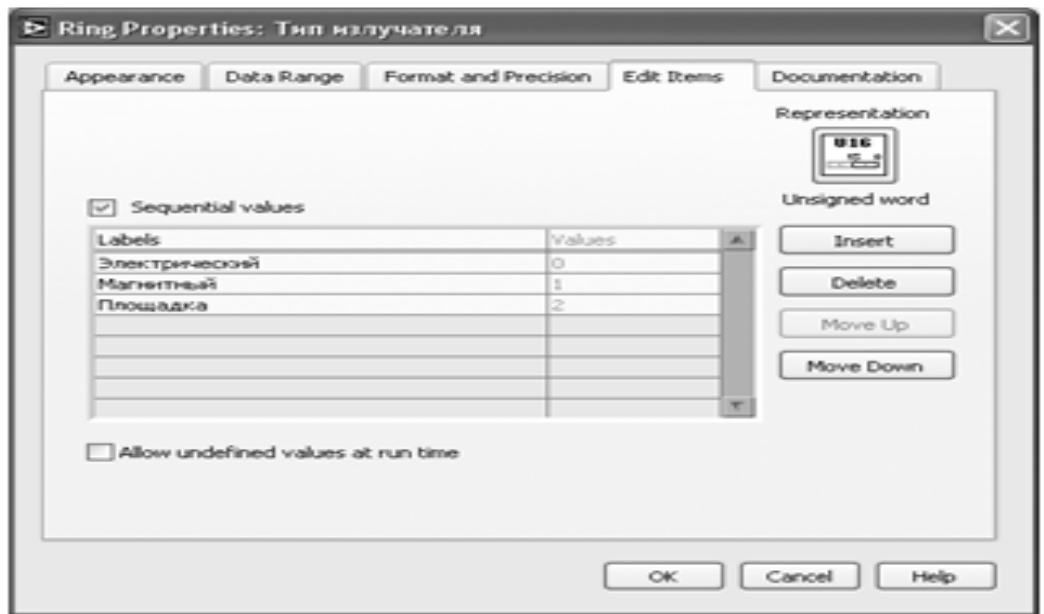 Ring Properties: Тип излучателя
Appearance Data Range Format and Precision Edit Items Documentation
Representation
U16
Unsigned word
Sequential values
Labels Values
Электрический 0
Магнитный 1
Площадка 2
Insert
Delete
Move Up
Move Down
Allow undefined values at run time
OK Cancel Help